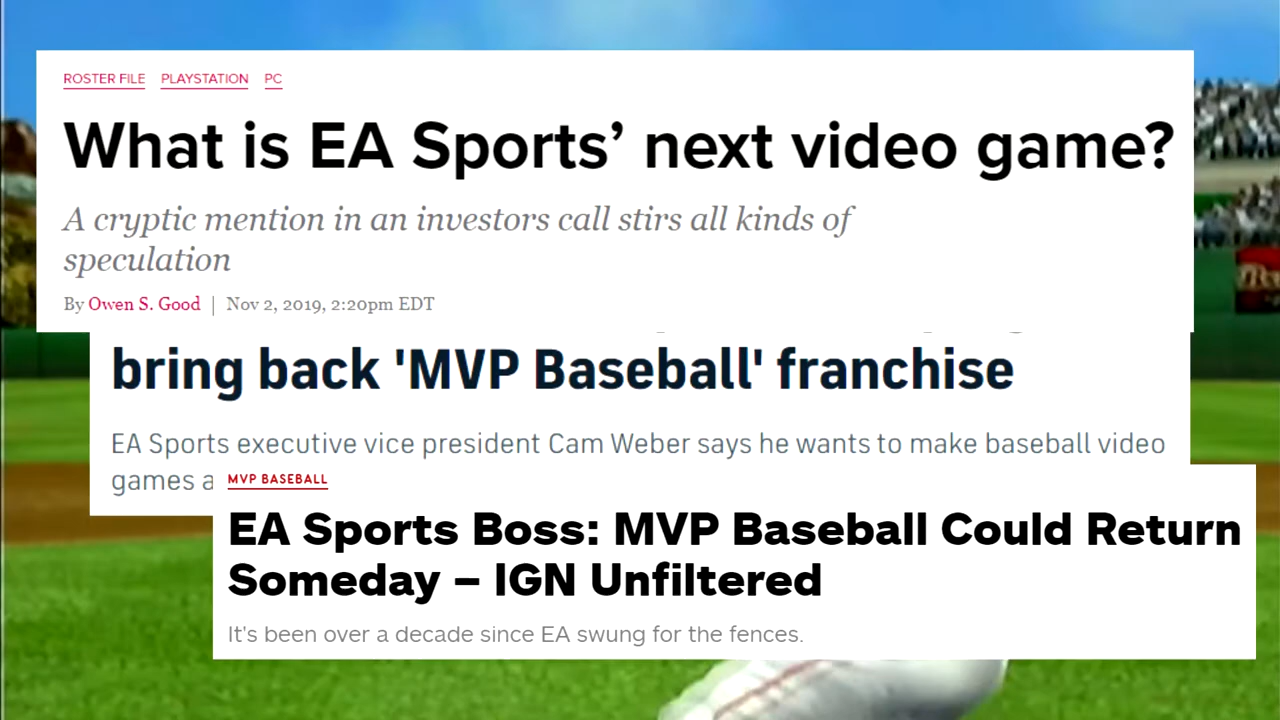 ROSTER FILE PLAYSTATION PC
What is EA Sports’ next video game?
A cryptic mention in an investors call stirs all kinds of
speculation
By Owen S. Good | Nov 2, 2019, 2:20pm EDT
bring back 'MVP Baseball' franchise
EA Sports executive vice president Cam Weber says he wants to make baseball video
games a
MVP BASEBALL
EA Sports Boss: MVP Baseball Could Return
Someday – IGN Unfiltered
It's been over a decade since EA swung for the fences.